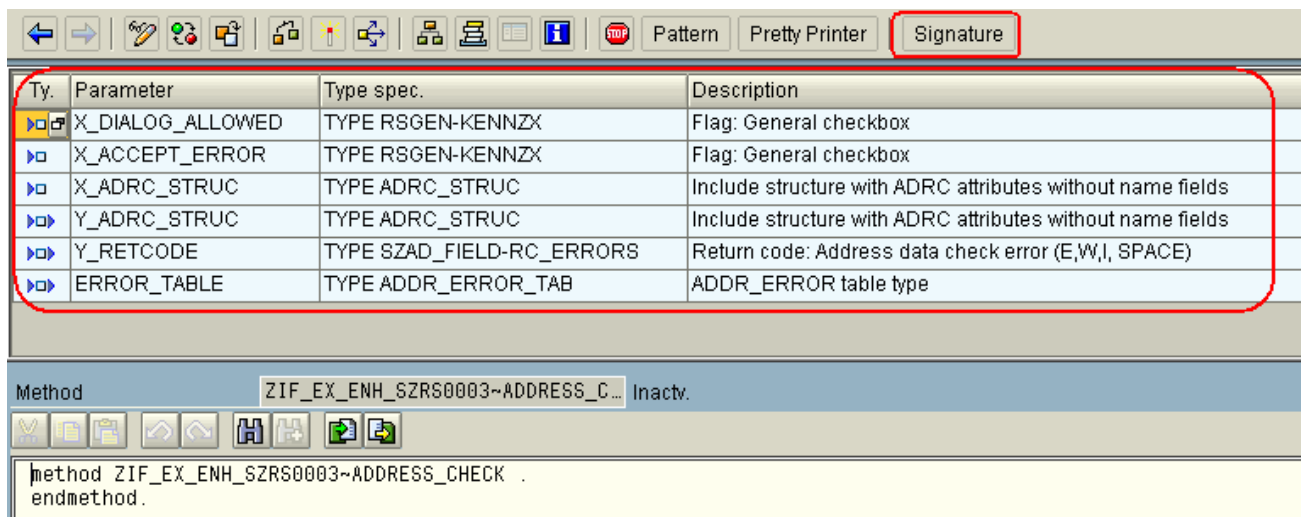 Pattern Pretty Printer Signature
Ty. Parameter Type spec. Description
X_DIALOG_ALLOWED TYPE RSGEN-KENNZX Flag: General checkbox
X_ACCEPT_ERROR TYPE RSGEN-KENNZX Flag: General checkbox
X_ADRC_STRUC TYPE ADRC_STRUC Include structure with ADRC attributes without name fields
Y_ADRC_STRUC TYPE ADRC_STRUC Include structure with ADRC attributes without name fields
Y_RETCODE TYPE SZAD_FIELD-RC_ERRORS Return code: Address data check error (E,W,I, SPACE)
ERROR_TABLE TYPE ADDR_ERROR_TAB ADDR_ERROR table type
Method ZIF_EX_ENH_SZRS0003~ADDRESS_C... Inactv.
method ZIF_EX_ENH_SZRS0003~ADDRESS_CHECK .
endmethod.